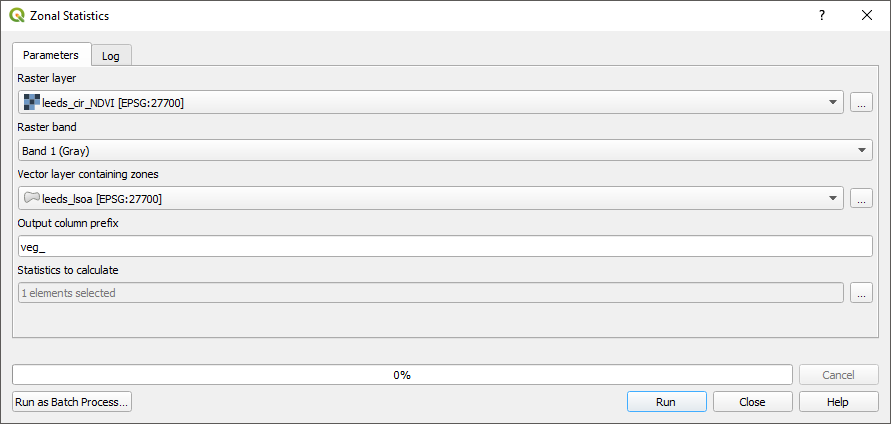 Zonal Statistics
?
Parameters
Log
Raster layer
leeds_cir_NDVI [EPSG:27700]
...
Raster band
Band 1 (Gray)
Vector layer containing zones
leeds_lsoa [EPSG:27700]
...
Output column prefix
veg_
Statistics to calculate
1 elements selected
...
0%
Cancel
Run as Batch Process...
Run
Close
Help